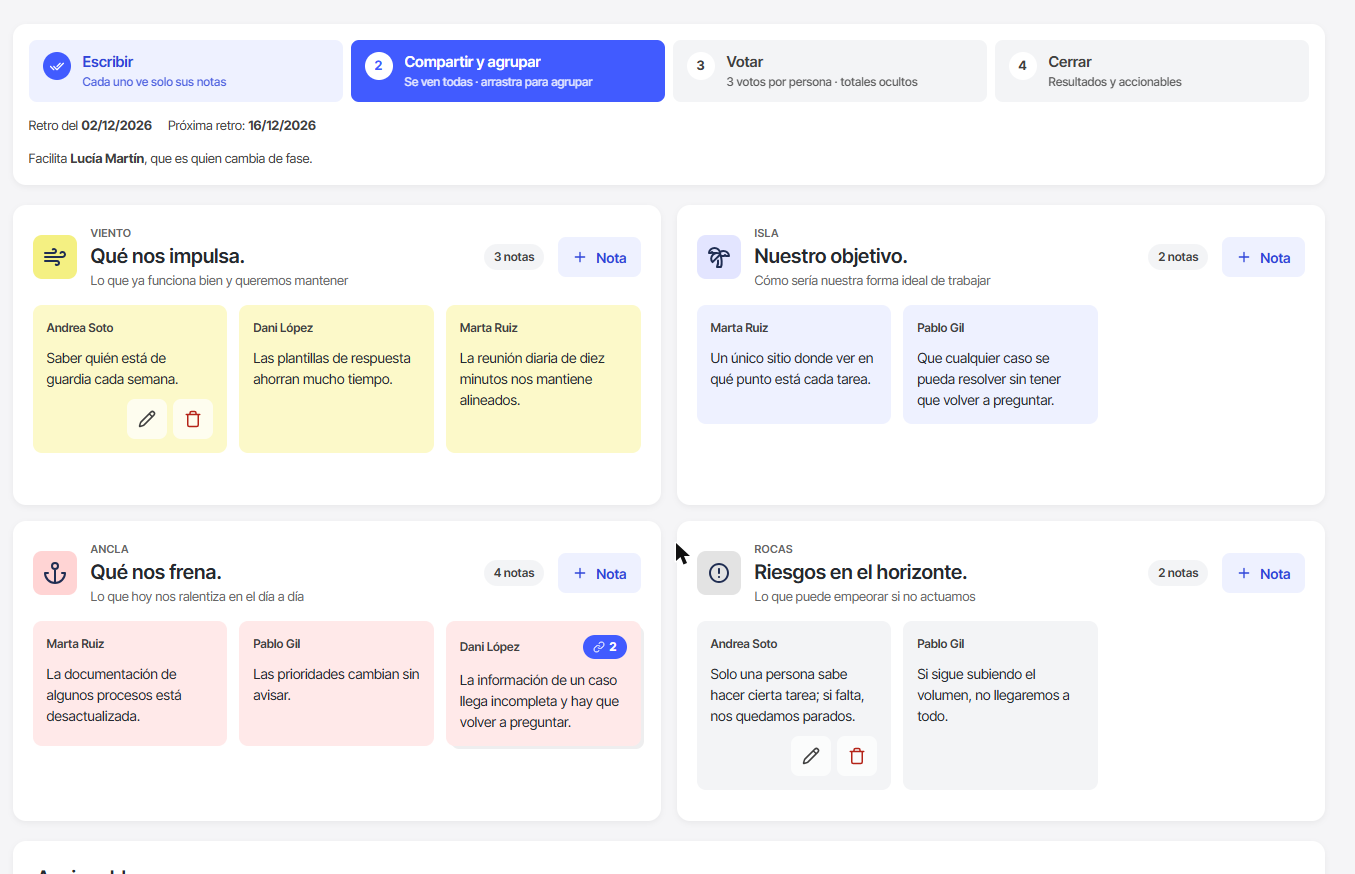 Escribir
Cada uno ve solo sus notas
2
Compartir y agrupar
Se ven todas · arrastra para agrupar
3
Votar
3 votos por persona · totales ocultos
4
Cerrar
Resultados y accionables
Retro del 02/12/2026 Próxima retro: 16/12/2026
Facilita Lucía Martín, que es quien cambia de fase.
VIENTO
Qué nos impulsa.
Lo que ya funciona bien y queremos mantener
3 notas
+ Nota
Andrea Soto
Saber quién está de
guardia cada semana.
Dani López
Las plantillas de respuesta
ahorran mucho tiempo.
Marta Ruiz
La reunión diaria de diez
minutos nos mantiene
alineados.
ISLA
Nuestro objetivo.
Cómo sería nuestra forma ideal de trabajar
2 notas
+ Nota
Marta Ruiz
Un único sitio donde ver en
qué punto está cada tarea.
Pablo Gil
Que cualquier caso se
pueda resolver sin tener
que volver a preguntar.
ANCLA
Qué nos frena.
Lo que hoy nos ralentiza en el día a día
4 notas
+ Nota
Marta Ruiz
La documentación de
algunos procesos está
desactualizada.
Pablo Gil
Las prioridades cambian sin
avisar.
Dani López
2
La información de un caso
llega incompleta y hay que
volver a preguntar.
ROCAS
Riesgos en el horizonte.
Lo que puede empeorar si no actuamos
2 notas
+ Nota
Andrea Soto
Solo una persona sabe
hacer cierta tarea; si falta,
nos quedamos parados.
Pablo Gil
Si sigue subiendo el
volumen, no llegaremos a
todo.